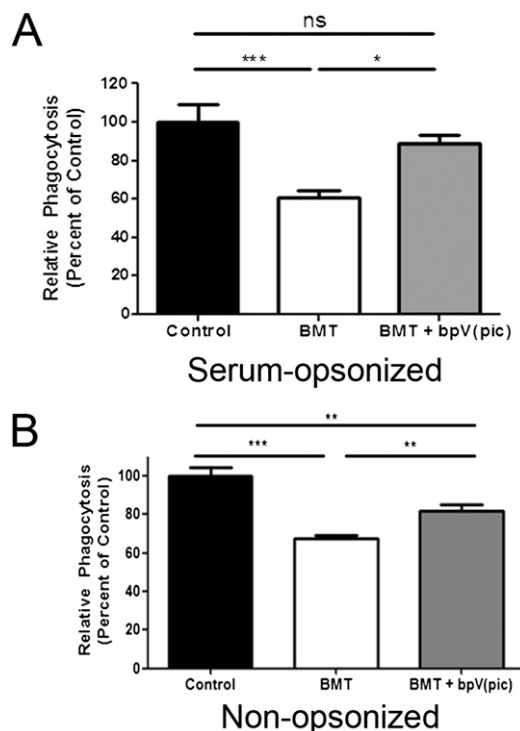 A
ns
*** *
Relative Phagocytosis
(Percent of Control)
120
100
80
60
40
20
0
Control BMT BMT + bpV(pic)
Serum-opsonized
B
**
*** **
Relative Phagocytosis
(Percent of Control)
100
80
60
40
20
0
Control BMT BMT + bpV(pic)
Non-opsonized